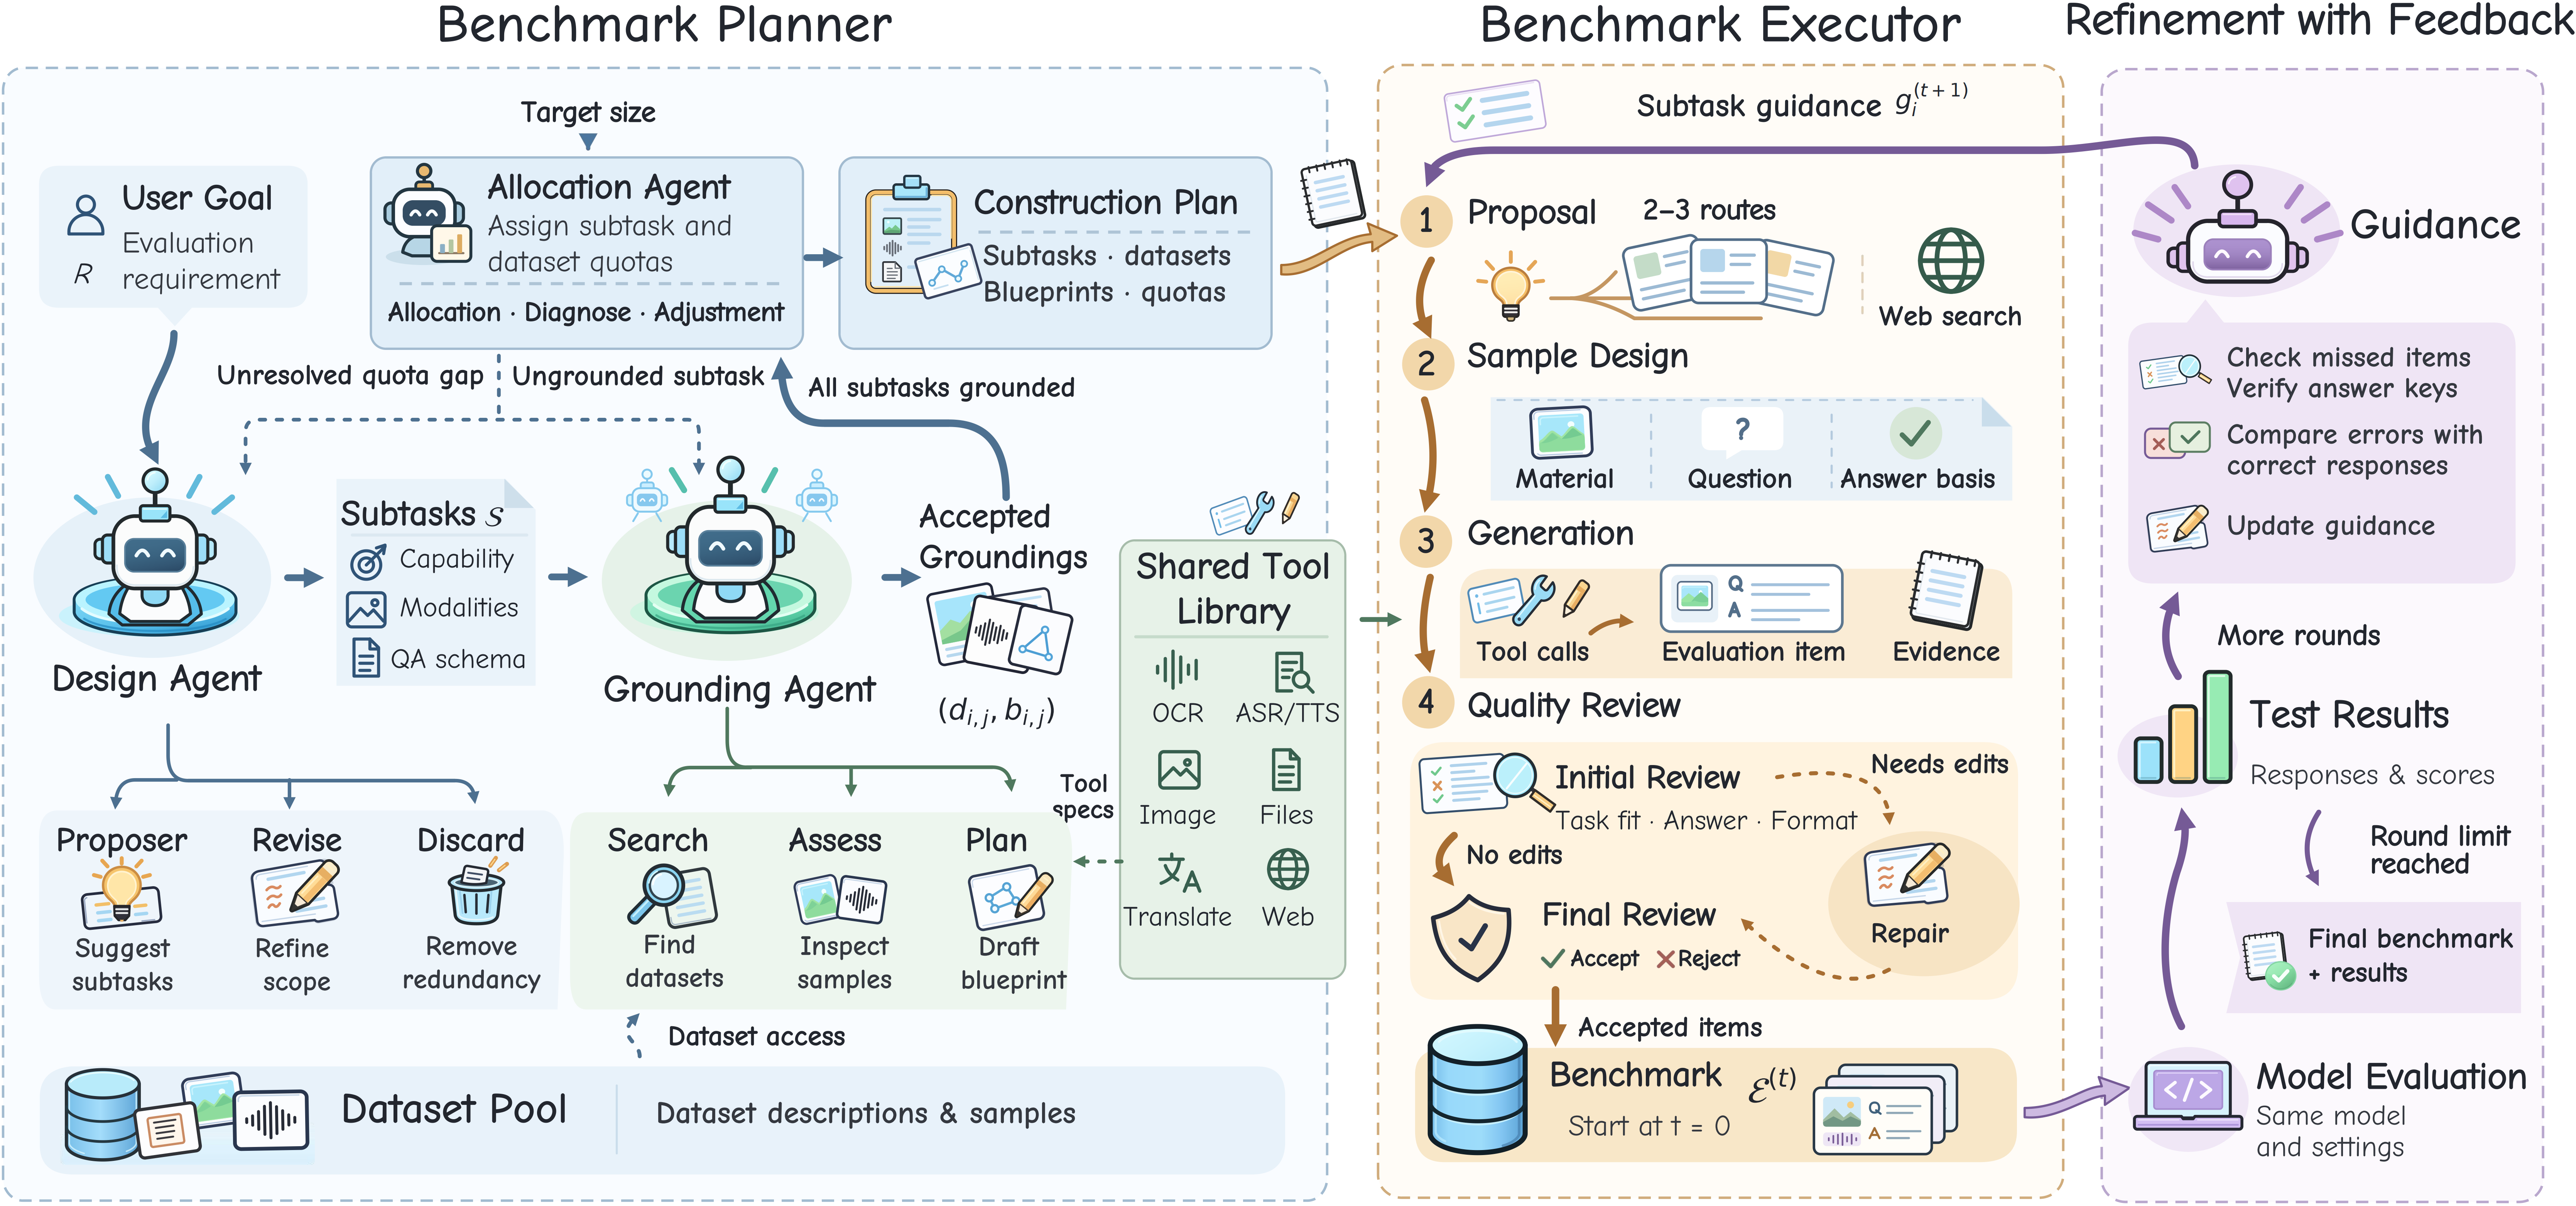 Benchmark Planner
Target size
User Goal
Evaluation
R requirement
Allocation Agent
Assign subtask and
dataset quotas
Allocation · Diagnose · Adjustment
Construction Plan
Subtasks · datasets
Blueprints · quotas
Unresolved quota gap
Ungrounded subtask
All subtasks grounded
Design Agent
Subtasks S
Capability
Modalities
QA schema
Grounding Agent
Accepted
Groundings
(d_{i,j}, b_{i,j})
Proposer
Suggest
subtasks
Revise
Refine
scope
Discard
Remove
redundancy
Search
Find
datasets
Assess
Inspect
samples
Plan
Draft
blueprint
Tool
specs
Shared Tool
Library
OCR
ASR/TTS
Image
Files
Translate
Web
Dataset access
Dataset Pool
Dataset descriptions & samples
Benchmark Executor
Subtask guidance g_i^{(t+1)}
1 Proposal
2–3 routes
Web search
2 Sample Design
Material
?
Question
Answer basis
3 Generation
Tool calls
Q
A
Evaluation item
Evidence
4 Quality Review
Initial Review
Task fit · Answer · Format
Needs edits
No edits
Repair
Final Review
Accept
Reject
Accepted items
Benchmark ℰ^{(t)}
Start at t = 0
Q
A
Refinement with Feedback
Guidance
Check missed items
Verify answer keys
Compare errors with
correct responses
Update guidance
More rounds
Test Results
Responses & scores
Round limit
reached
Final benchmark
+ results
</>
Model Evaluation
Same model
and settings